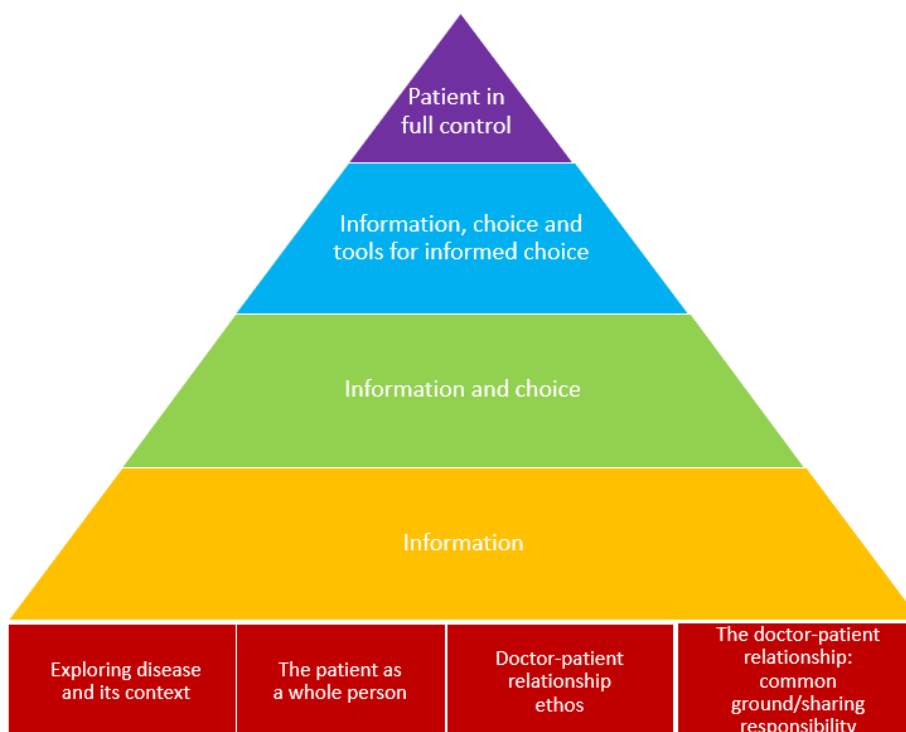 Patient in
full control
Information, choice and
tools for informed choice
Information and choice
Information
Exploring disease
and its context
The patient as
a whole person
Doctor-patient
relationship
ethos
The doctor-patient
relationship:
common
ground/sharing
responsibility